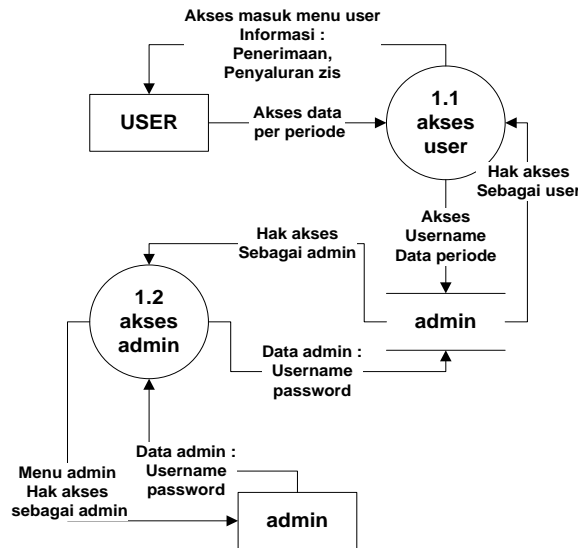 Akses masuk menu user
Informasi :
Penerimaan,
Penyaluran zis
USER
Akses data
per periode
1.1
akses
user
Hak akses
Sebagai user
Akses
Username
Data periode
Hak akses
Sebagai admin
1.2
akses
admin
admin
Data admin :
Username
password
Data admin :
Username
password
Menu admin
Hak akses
sebagai admin
admin